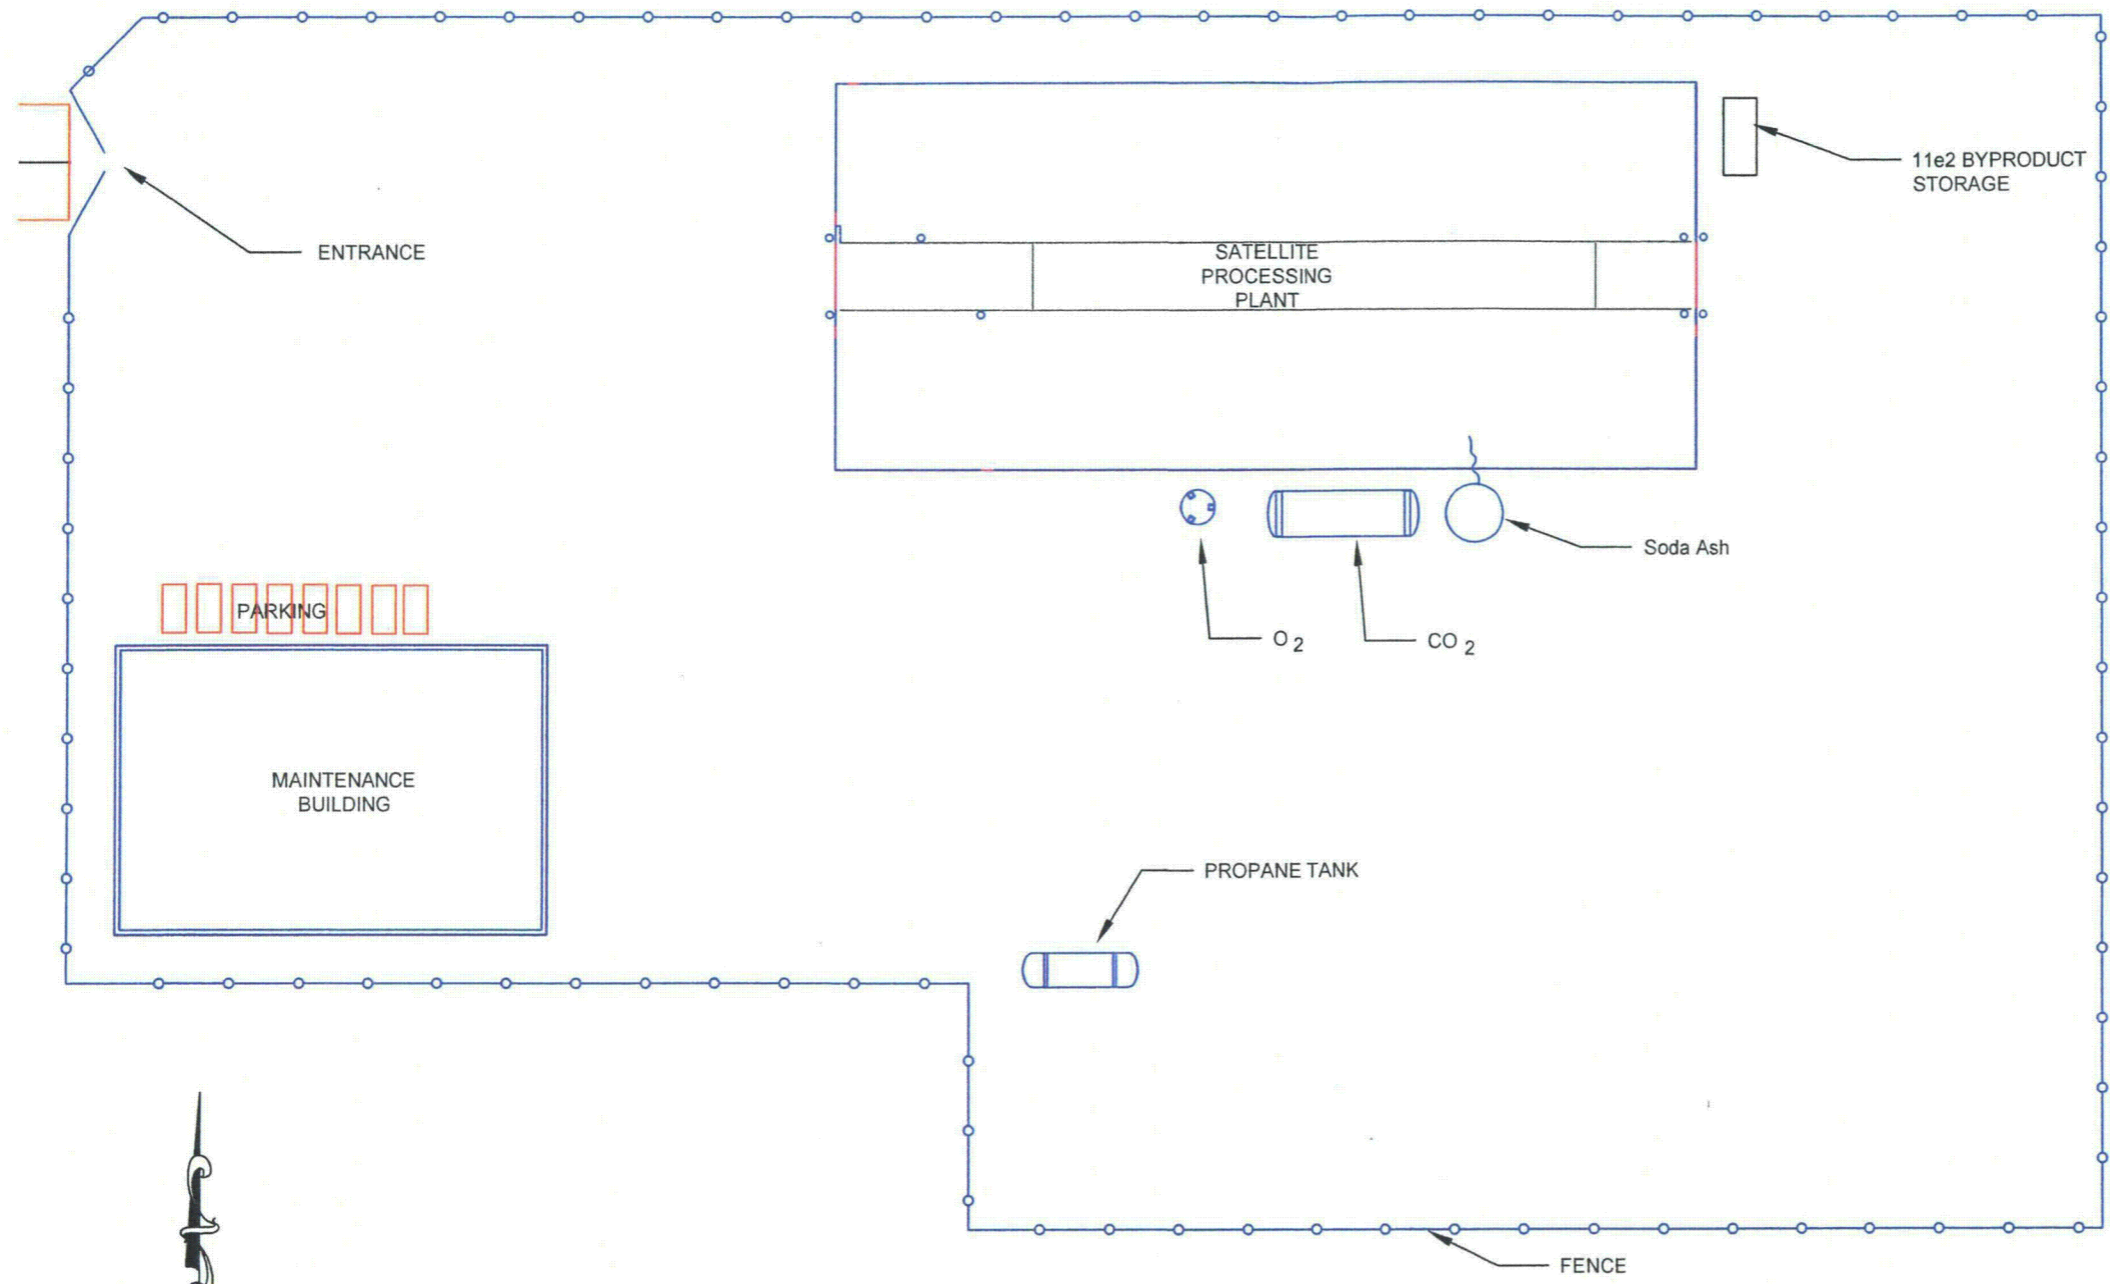 11e2 BYPRODUCT
STORAGE
ENTRANCE
SATELLITE
PROCESSING
PLANT
Soda Ash
PARKING
O 2
CO 2
MAINTENANCE
BUILDING
PROPANE TANK
FENCE